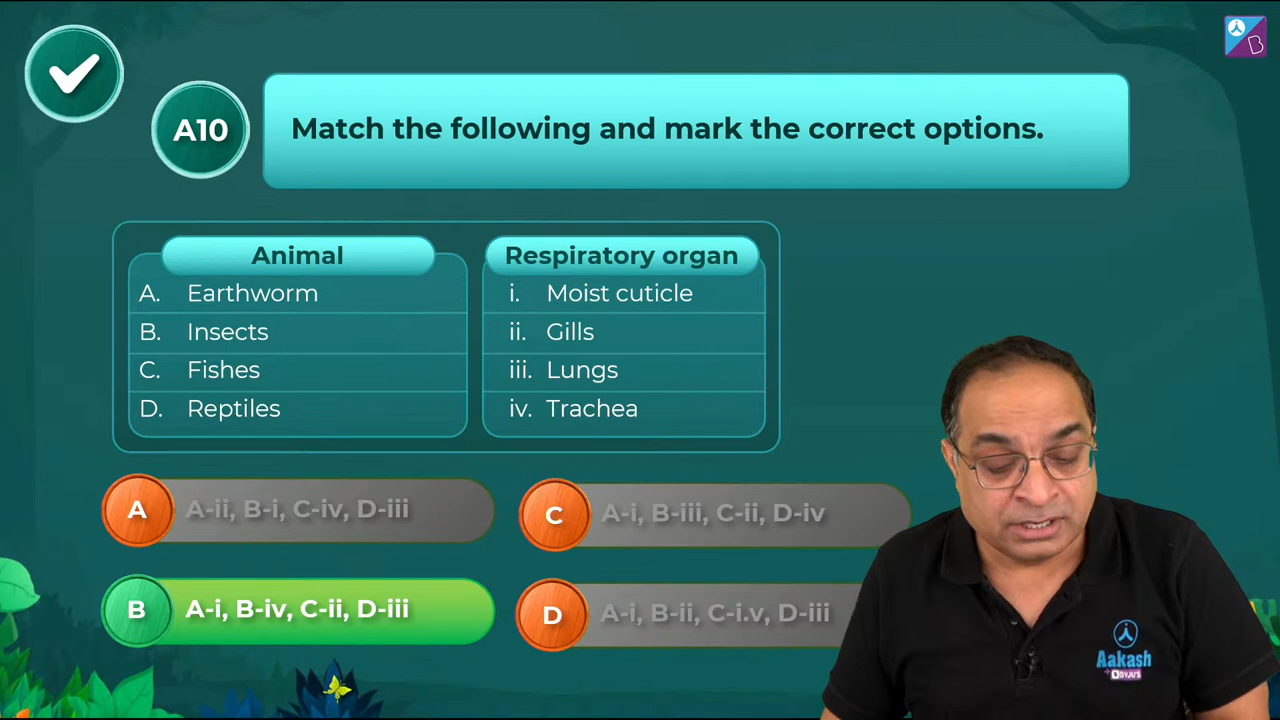 A10
Match the following and mark the correct options.
Animal
Respiratory organ
A. Earthworm
i. Moist cuticle
B. Insects
ii. Gills
C. Fishes
iii. Lungs
D. Reptiles
iv. Trachea
A
A-ii, B-i, C-iv, D-iii
C
A-i, B-iii, C-ii, D-iv
B
A-i, B-iv, C-ii, D-iii
D
A-i, B-ii, C-i.v, D-iii
Aakash
+ BYJU'S
B